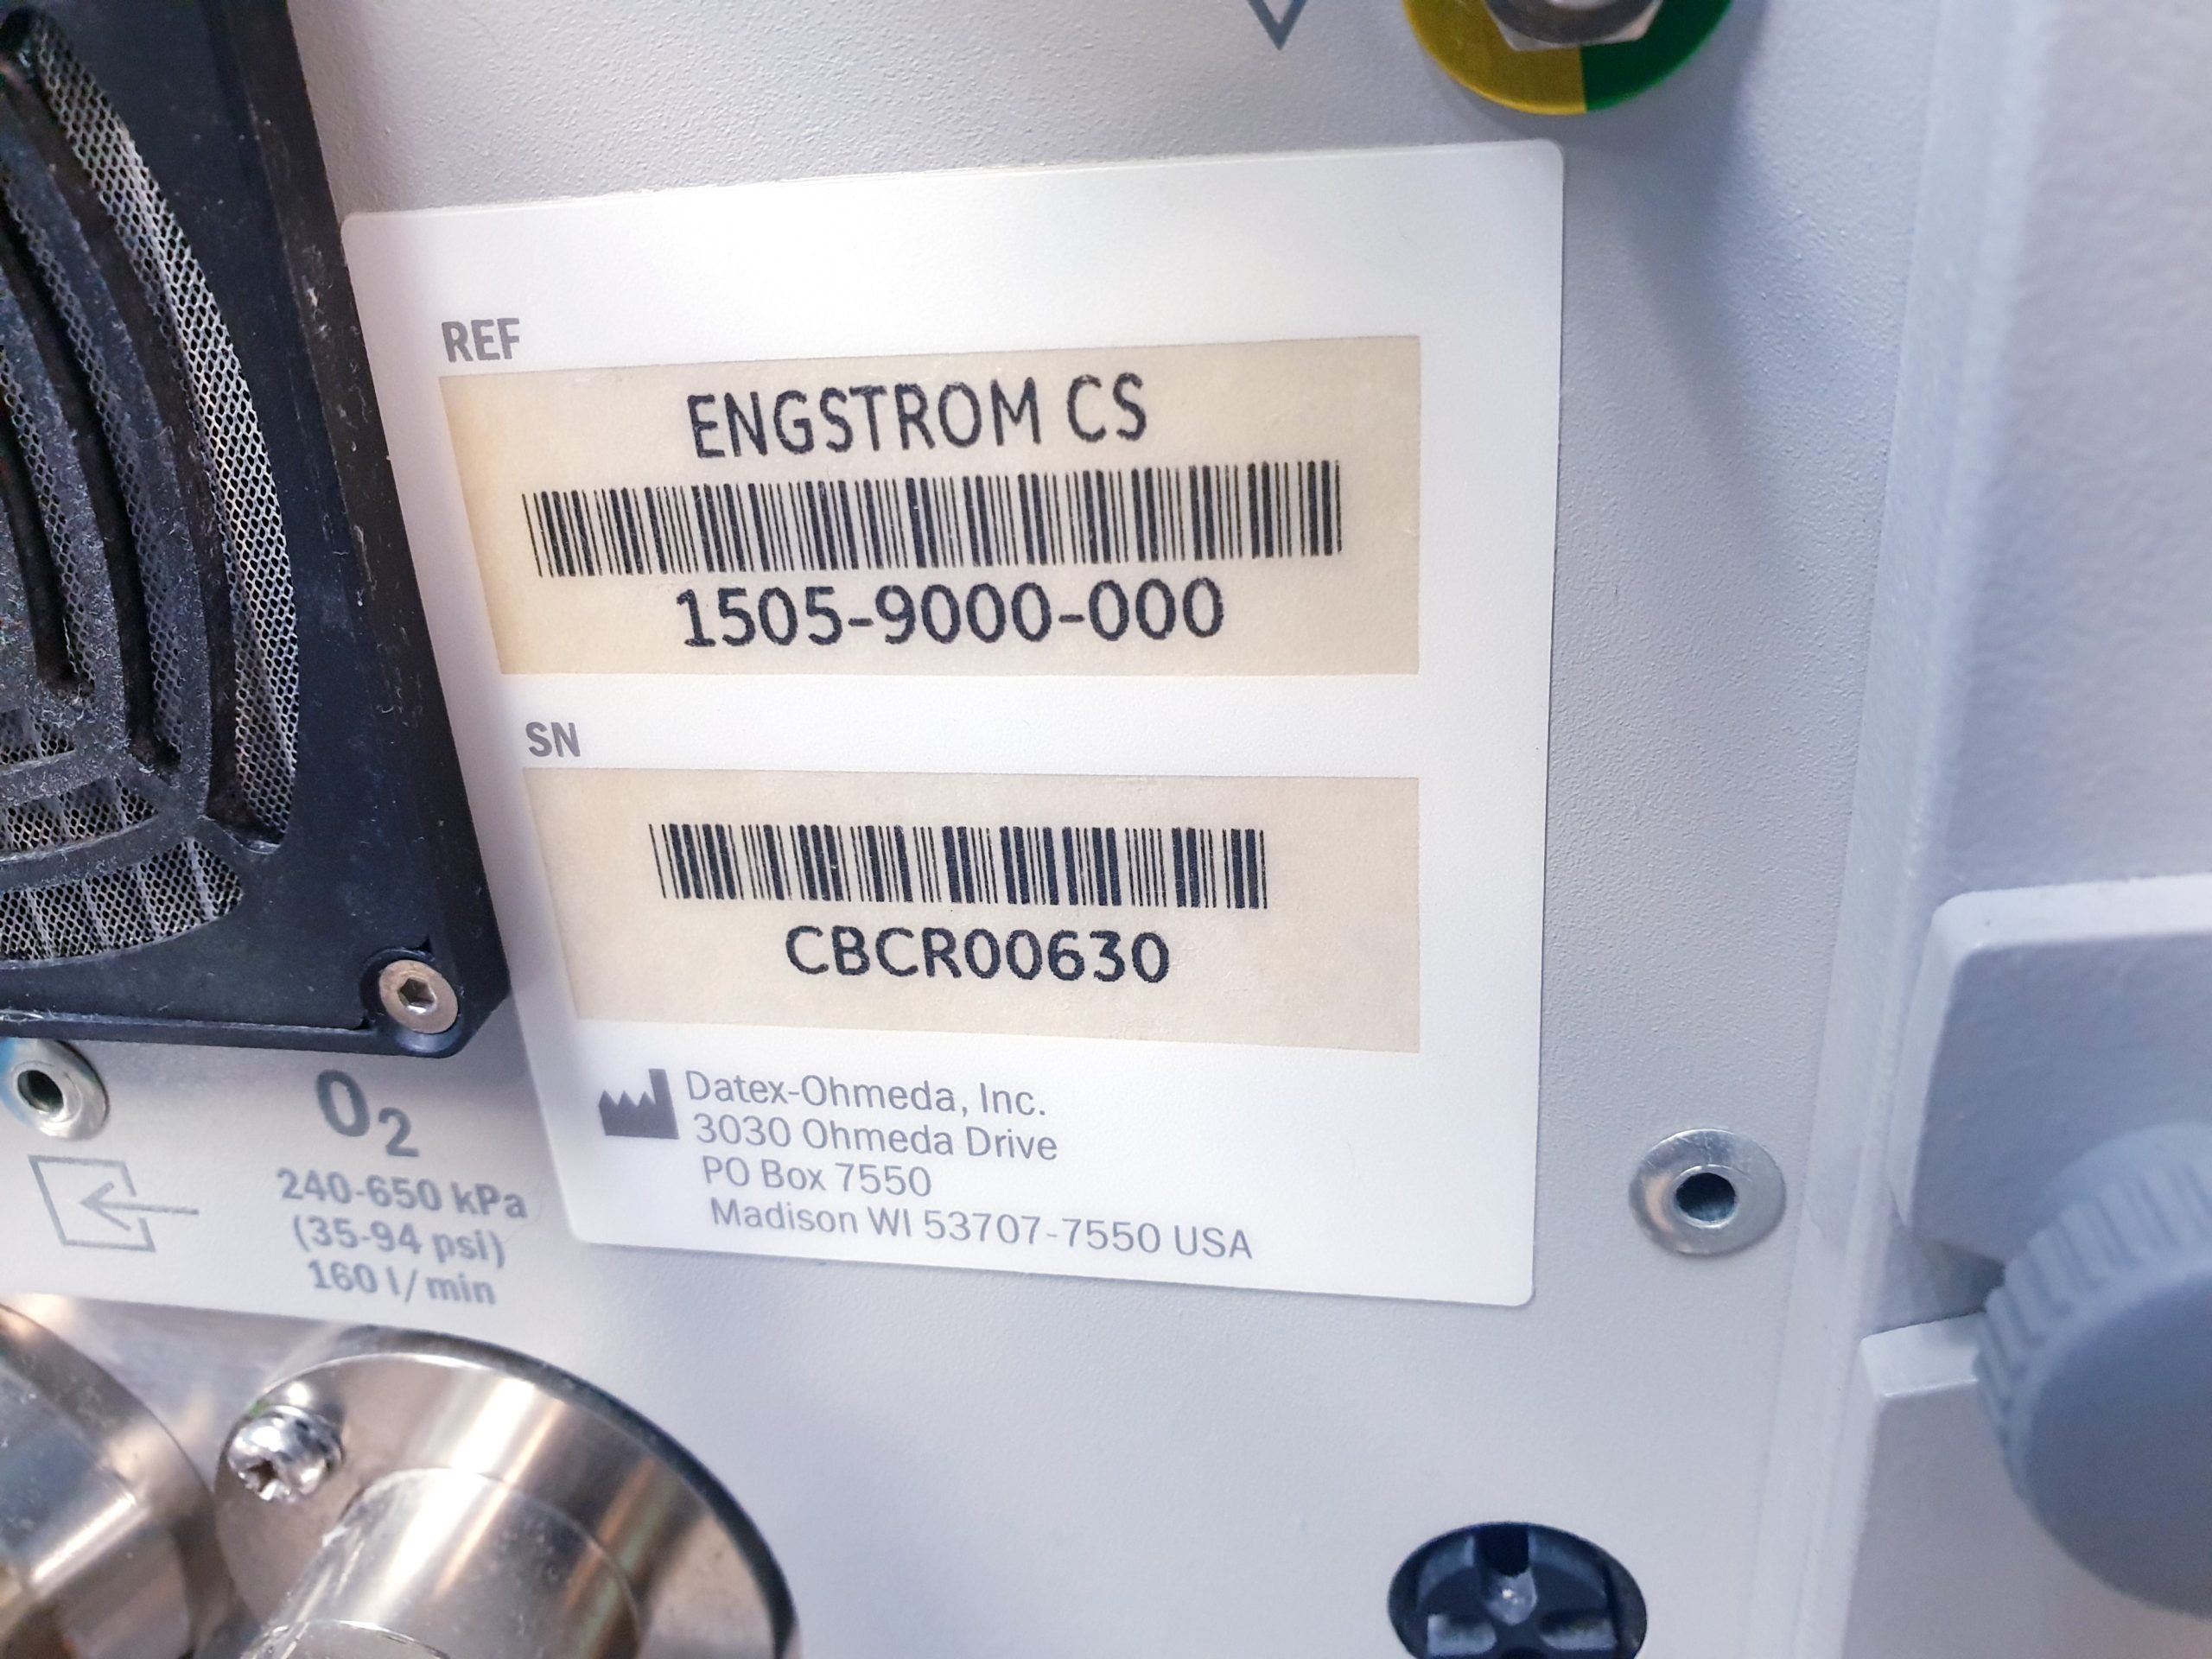 REF
ENGSTROM CS
1505-9000-000
SN
CBCR00630
Datex-Ohmeda, Inc.
3030 Ohmeda Drive
PO Box 7550
Madison WI 53707-7550 USA
O2
240-650 kPa
(35-94 psi)
160 l/min